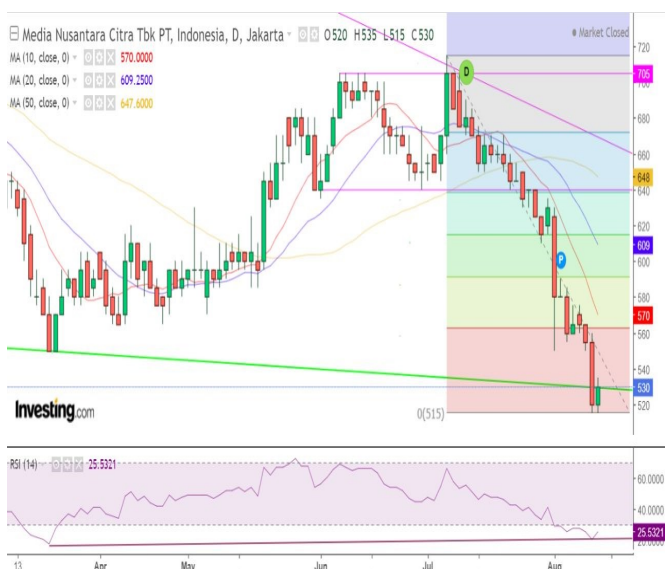 Media Nusantara Citra Tbk PT, Indonesia, D, Jakarta O520 H535 L515 C530
Market Closed
MA (10, close, 0) 570.0000
MA (20, close, 0) 609.2500
MA (50, close, 0) 647.6000
D
P
720
705
680
660
648
640
620
609
600
580
570
560
540
530
520
Investing.com
0(515)
RSI (14) 25.5321
60.0000
40.0000
25.5321
13 Apr May Jun Jul Aug